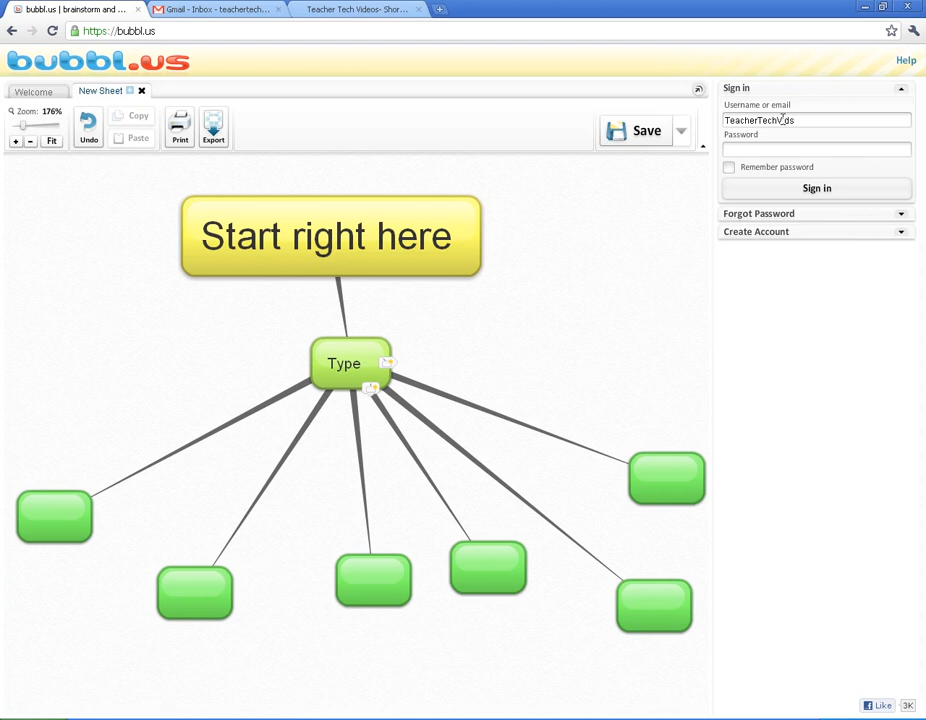 bubbl.us | brainstorm and ...
Gmail - Inbox - teachertech...
Teacher Tech Videos- Shor...
https://bubbl.us
bubbl.us
Help
Welcome
New Sheet
Zoom: 176%
+ - Fit
Undo
Copy
Paste
Print
Export
Save
Sign in
Username or email
TeacherTechVids
Password
Remember password
Sign in
Forgot Password
Create Account
Start right here
Type
Like
3K